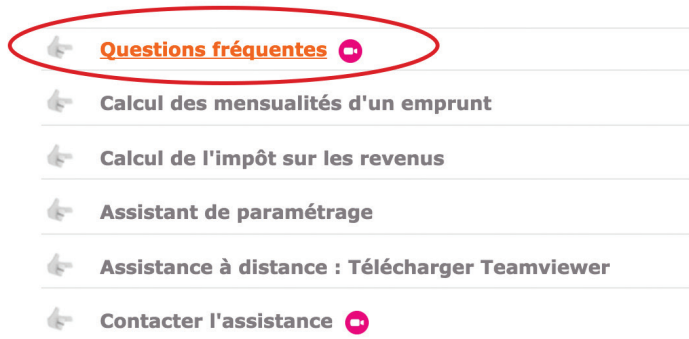 Questions fréquentes
Calcul des mensualités d'un emprunt
Calcul de l'impôt sur les revenus
Assistant de paramétrage
Assistance à distance : Télécharger Teamviewer
Contacter l'assistance